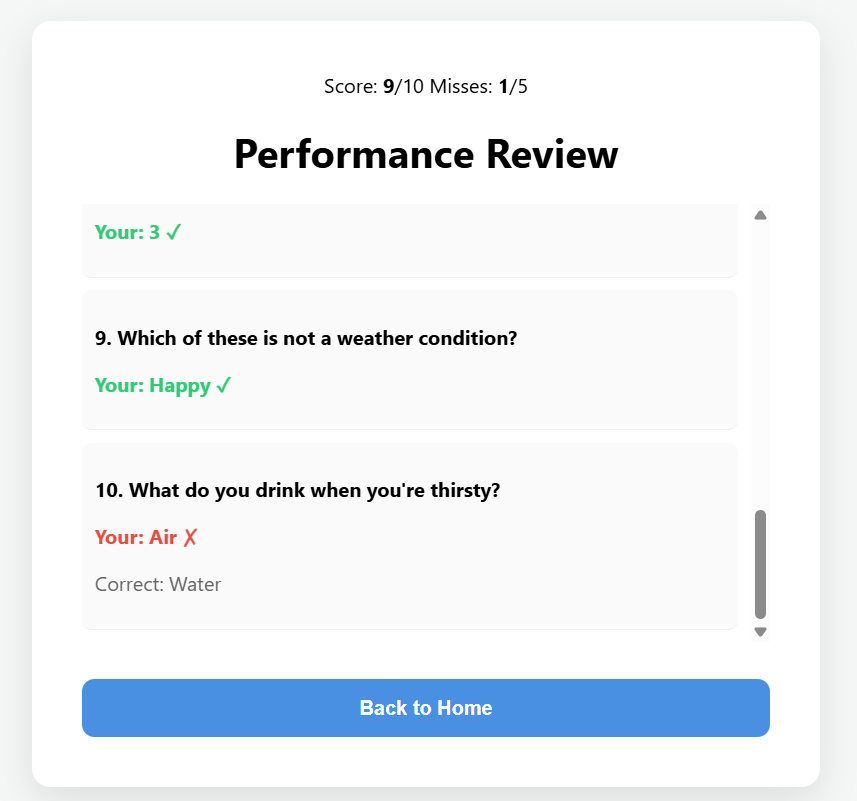 Score: 9/10 Misses: 1/5
Performance Review
Your: 3 ✓
9. Which of these is not a weather condition?
Your: Happy ✓
10. What do you drink when you're thirsty?
Your: Air ✗
Correct: Water
Back to Home